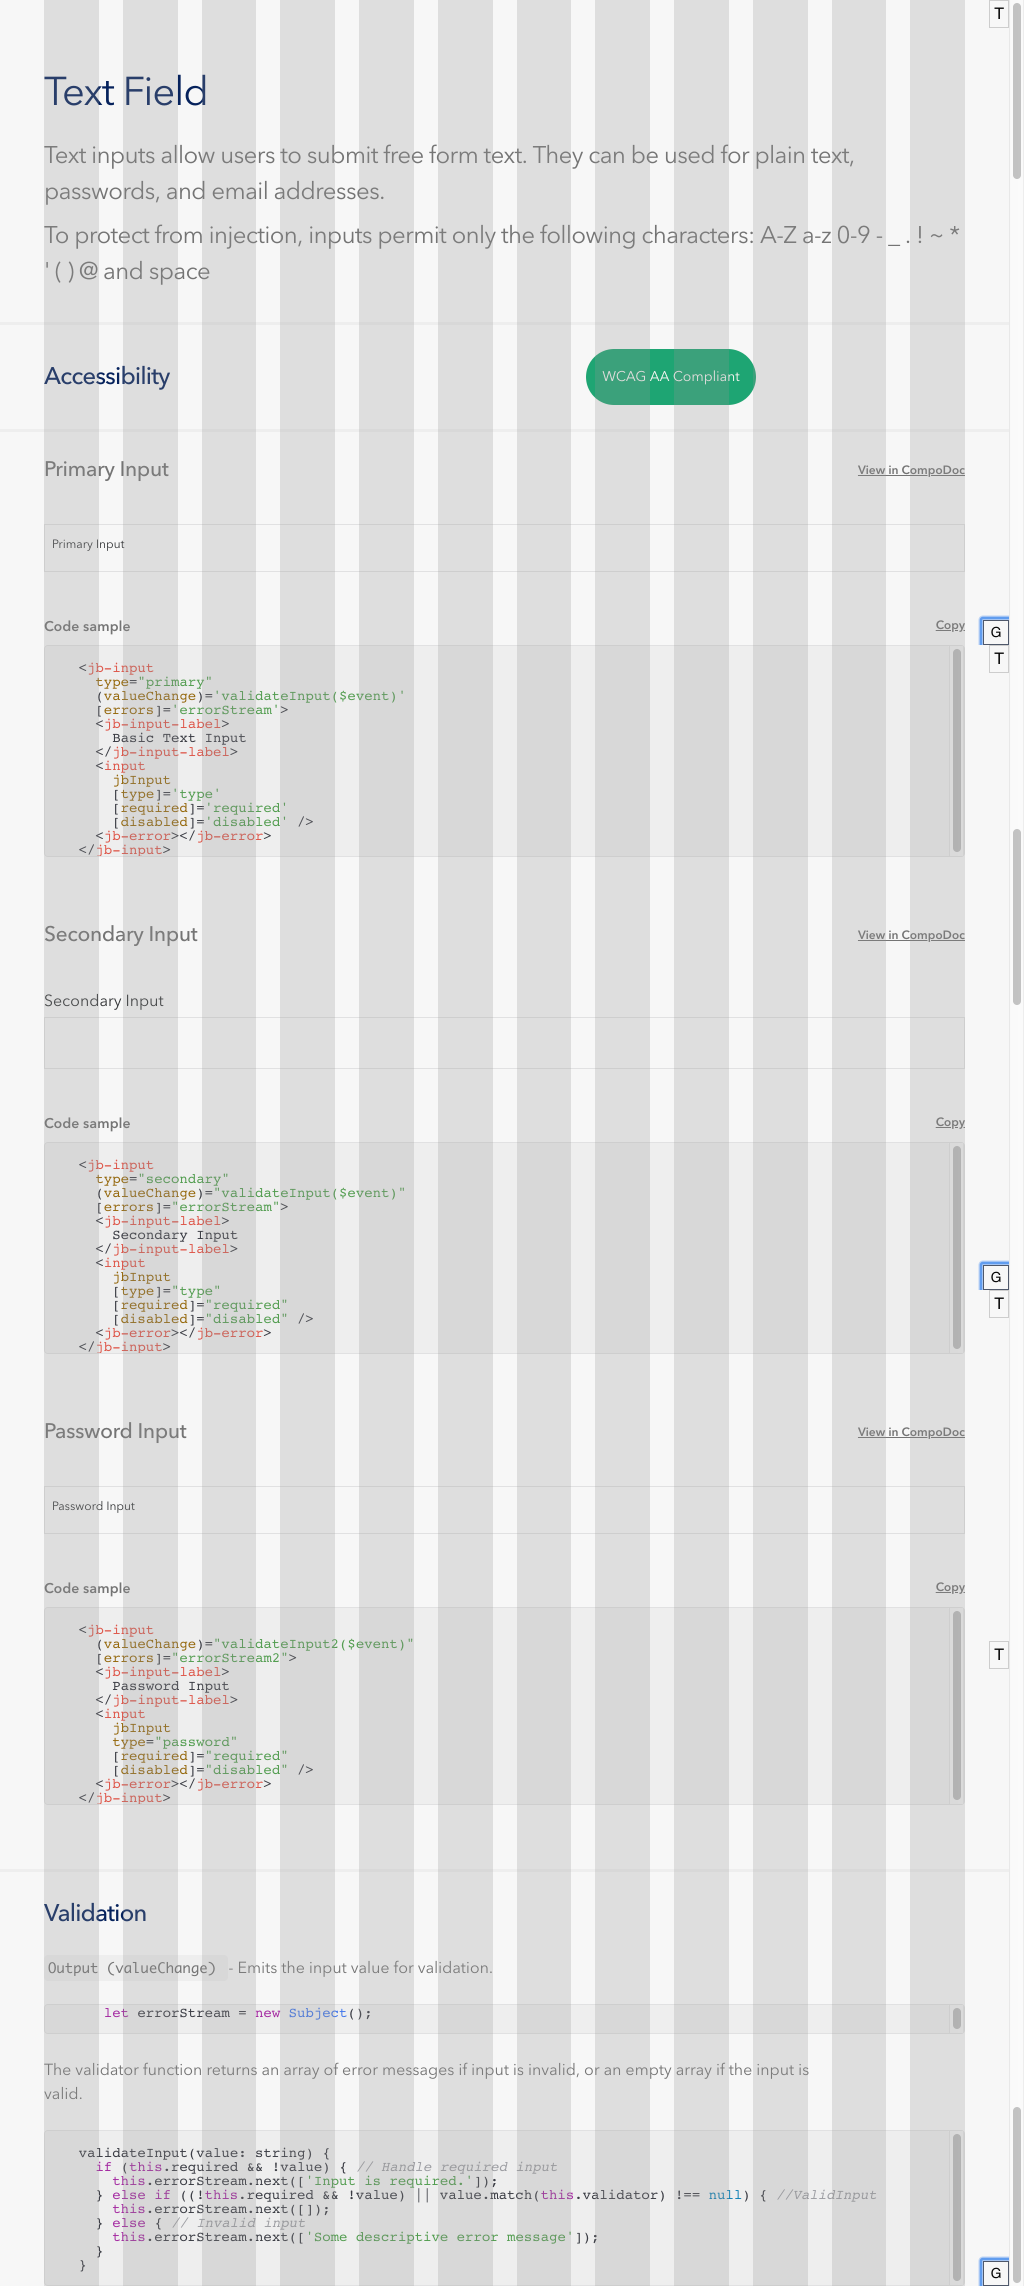 T
Text Field
Text inputs allow users to submit free form text. They can be used for plain text,
passwords, and email addresses.
To protect from injection, inputs permit only the following characters: A-Z a-z 0-9 - _ . ! ~ *
' ( ) @ and space
Accessibility
WCAG AA Compliant
Primary Input
View in CompoDoc
Primary Input
Code sample
Copy
G
T
<jb-input
  type="primary"
  (valueChange)='validateInput($event)'
  [errors]='errorStream'>
  <jb-input-label>
    Basic Text Input
  </jb-input-label>
  <input
    jbInput
    [type]='type'
    [required]='required'
    [disabled]='disabled' />
  <jb-error></jb-error>
</jb-input>
Secondary Input
View in CompoDoc
Secondary Input
Code sample
Copy
<jb-input
  type="secondary"
  (valueChange)="validateInput($event)"
  [errors]="errorStream">
  <jb-input-label>
    Secondary Input
  </jb-input-label>
  <input
    jbInput
    [type]="type"
    [required]="required"
    [disabled]="disabled" />
  <jb-error></jb-error>
</jb-input>
G
T
Password Input
View in CompoDoc
Password Input
Code sample
Copy
<jb-input
  (valueChange)="validateInput2($event)"
  [errors]="errorStream2">
  <jb-input-label>
    Password Input
  </jb-input-label>
  <input
    jbInput
    type="password"
    [required]="required"
    [disabled]="disabled" />
  <jb-error></jb-error>
</jb-input>
T
Validation
Output (valueChange) - Emits the input value for validation.
let errorStream = new Subject();
The validator function returns an array of error messages if input is invalid, or an empty array if the input is
valid.
validateInput(value: string) {
  if (this.required && !value) { // Handle required input
    this.errorStream.next(['Input is required.']);
  } else if ((!this.required && !value) || value.match(this.validator) !== null) { //ValidInput
    this.errorStream.next([]);
  } else { // Invalid input
    this.errorStream.next(['Some descriptive error message']);
  }
}
G